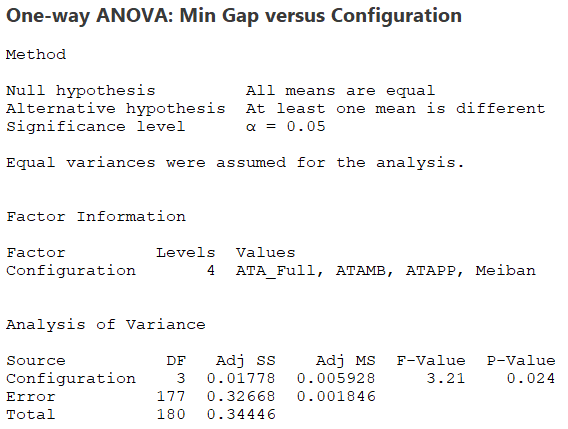 One-way ANOVA: Min Gap versus Configuration
Method
Null hypothesis         All means are equal
Alternative hypothesis  At least one mean is different
Significance level      α = 0.05
Equal variances were assumed for the analysis.
Factor Information
Factor         Levels  Values
Configuration       4  ATA_Full, ATAMB, ATAPP, Meiban
Analysis of Variance
Source          DF   Adj SS    Adj MS  F-Value  P-Value
Configuration    3  0.01778  0.005928     3.21    0.024
Error          177  0.32668  0.001846
Total          180  0.34446